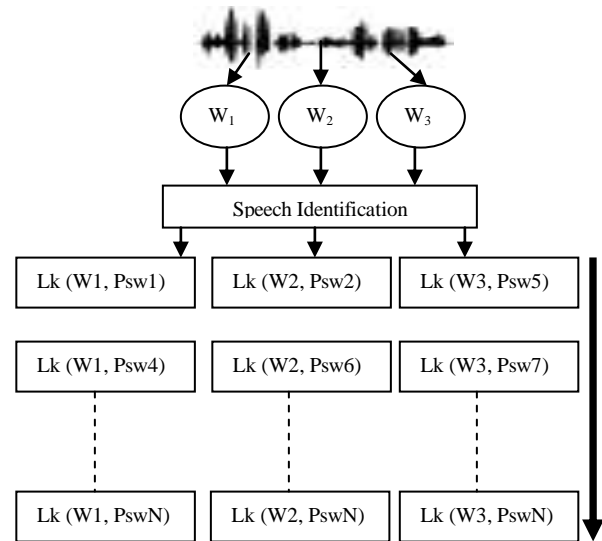 W₁ W₂ W₃
Speech Identification
Lk (W1, Psw1) Lk (W2, Psw2) Lk (W3, Psw5)
Lk (W1, Psw4) Lk (W2, Psw6) Lk (W3, Psw7)
Lk (W1, PswN) Lk (W2, PswN) Lk (W3, PswN)